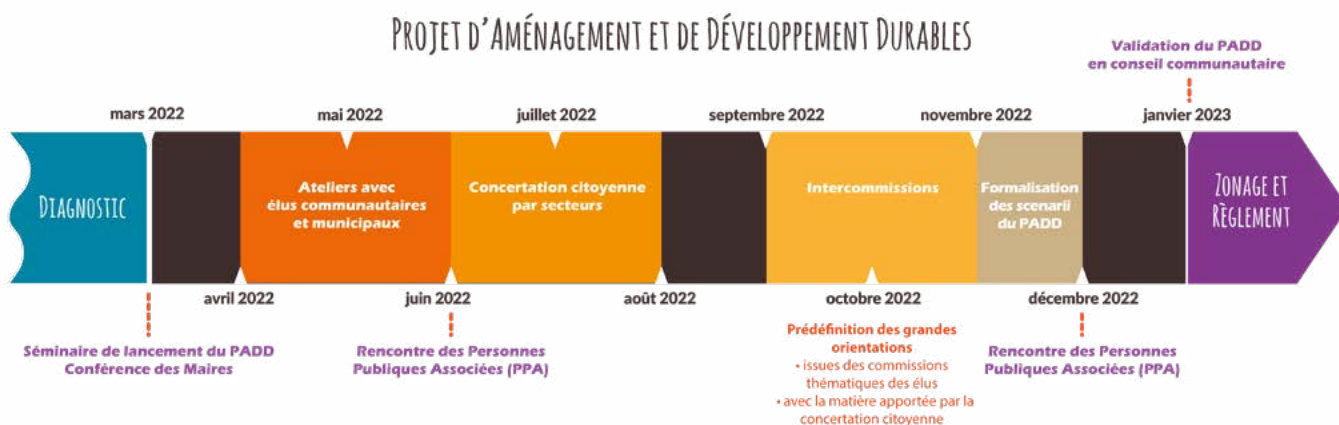 PROJET D'AMÉNAGEMENT ET DE DÉVELOPPEMENT DURABLES
Validation du PADD
en conseil communautaire
mars 2022
mai 2022
juillet 2022
septembre 2022
novembre 2022
janvier 2023
DIAGNOSTIC
Ateliers avec
élus communautaires
et municipaux
Concertation citoyenne
par secteurs
Intercommissions
Formalisation
des scenarii
du PADD
ZONAGE ET
RÈGLEMENT
avril 2022
juin 2022
août 2022
octobre 2022
décembre 2022
Séminaire de lancement du PADD
Conférence des Maires
Rencontre des Personnes
Publiques Associées (PPA)
Prédéfinition des grandes
orientations
• issues des commissions
thématiques des élus
• avec la matière apportée par la
concertation citoyenne
Rencontre des Personnes
Publiques Associées (PPA)